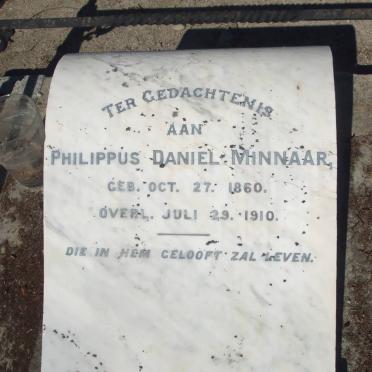 TER GEDACHTENIS
AAN
PHILIPPUS DANIEL MINNAAR,
GEB. OCT. 27. 1860.
OVERL. JULI 29. 1910.
DIE IN HEM GELOOFT ZAL LEVEN.